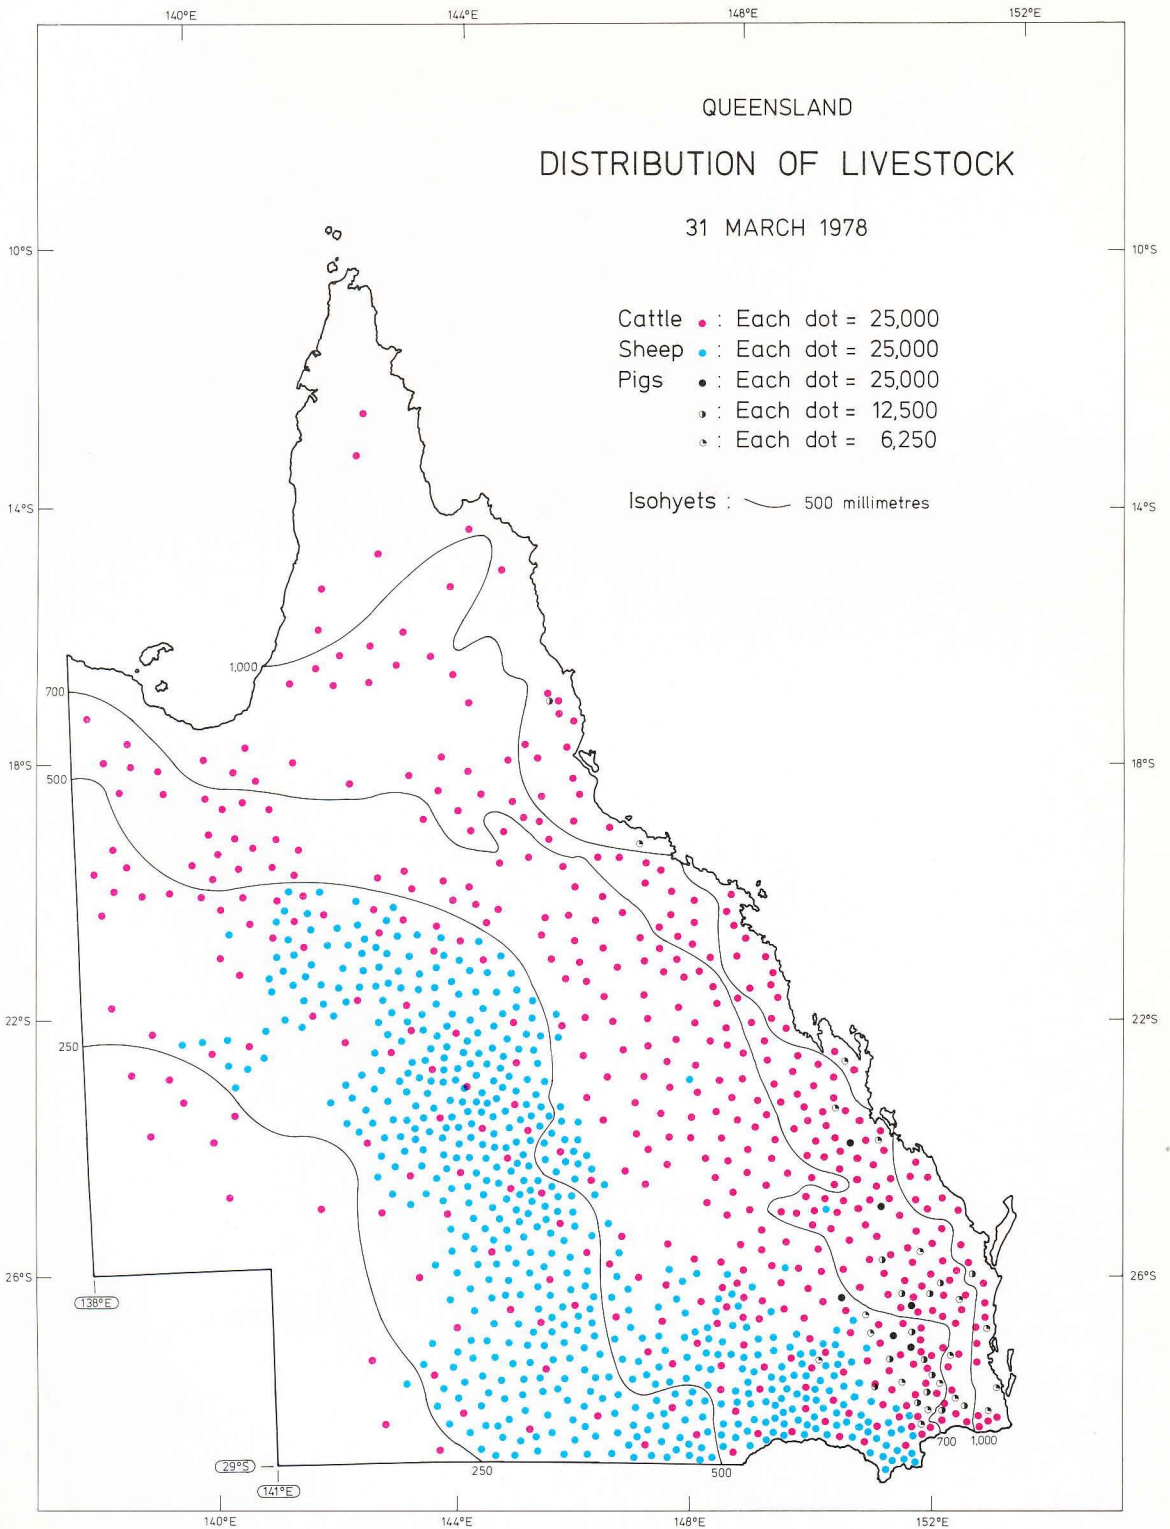 140°E 144°E 148°E 152°E
QUEENSLAND
DISTRIBUTION OF LIVESTOCK
31 MARCH 1978
10°S 10°S
Cattle : Each dot = 25,000
Sheep : Each dot = 25,000
Pigs : Each dot = 25,000
: Each dot = 12,500
: Each dot = 6,250
Isohyets : 500 millimetres
14°S 14°S
1,000
700
18°S 18°S
500
22°S 22°S
250
26°S 26°S
138°E
700 1,000
29°S 250 500
141°E
140°E 144°E 148°E 152°E